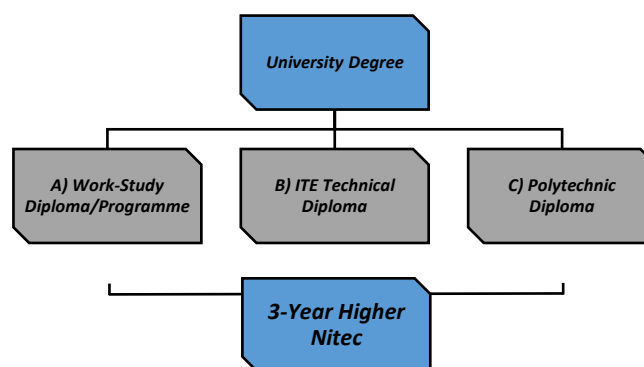 University
Degree
A) Work-Study
Diploma/Programme
B) ITE Technical
Diploma
C) Polytechnic
Diploma
3-Year Higher
Nitec